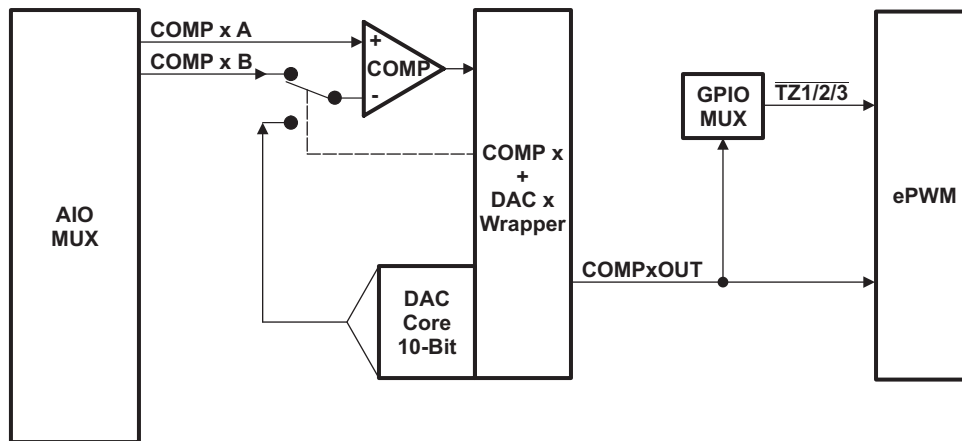 COMP x A
COMP x B
+
COMP
-
AIO
MUX
COMP x
+
DAC x
Wrapper
DAC
Core
10-Bit
COMPxOUT
GPIO
MUX
TZ1/2/3
ePWM